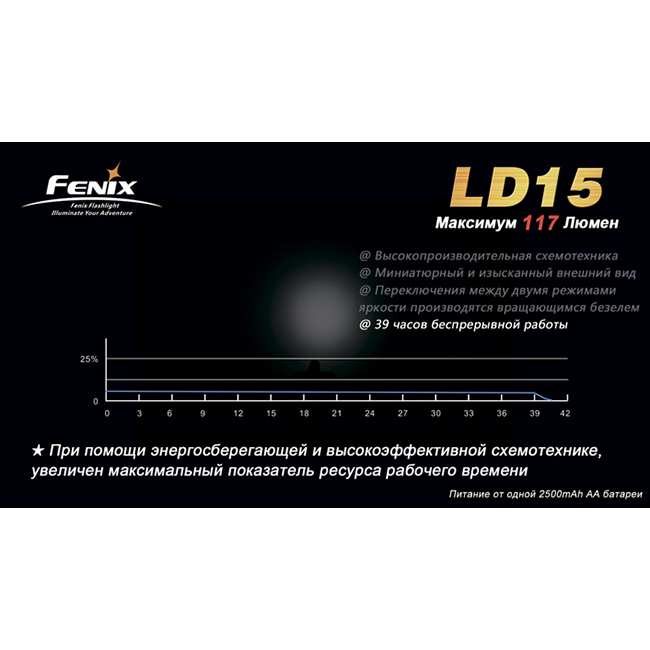 FENIX
Fenix Flashlight
Illuminate Your Adventure
LD15
Максимум 117 Люмен
@ Высокопроизводительная схемотехника
@ Миниатюрный и изысканный внешний вид
@ Переключения между двумя режимами
яркости производятся вращающимся безелем
@ 39 часов беспрерывной работы
25%
0
0 3 6 9 12 15 18 21 24 27 30 33 36 39 42
★ При помощи энергосберегающей и высокоэффективной схемотехнике,
увеличен максимальный показатель ресурса рабочего времени
Питание от одной 2500mAh AA батареи